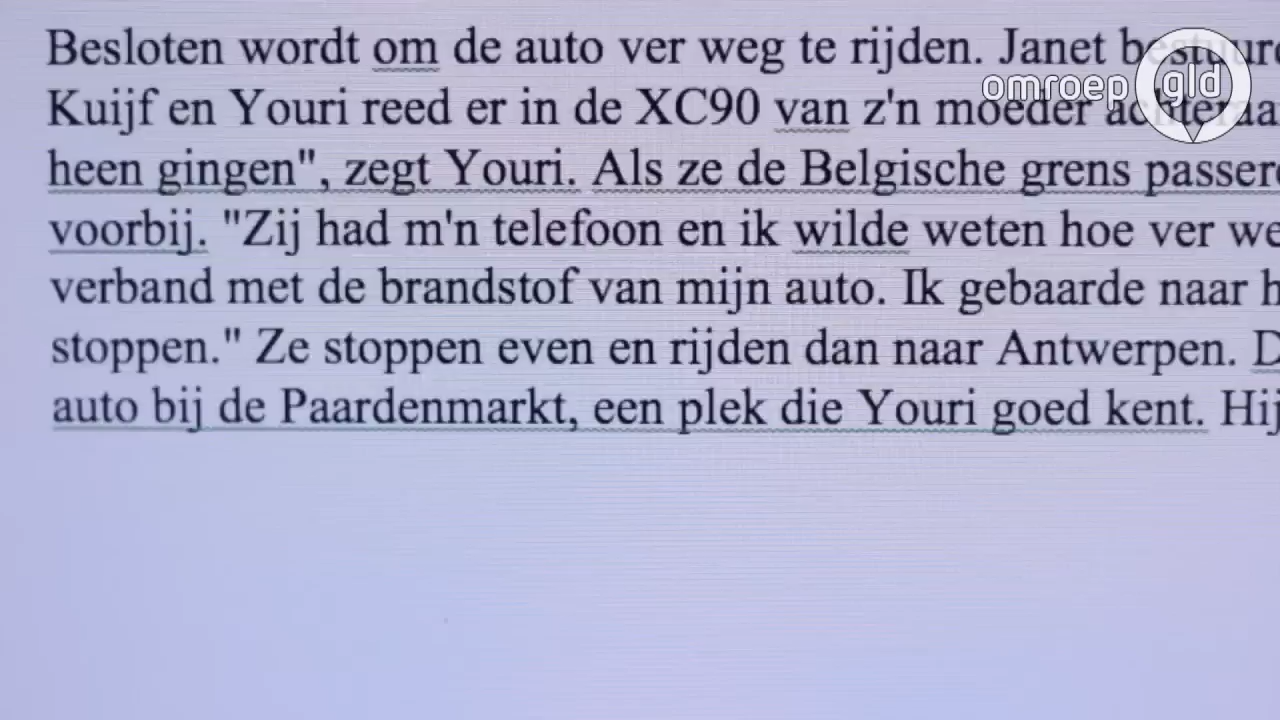 Besloten wordt om de auto ver weg te rijden. Janet
Kuijf en Youri reed er in de XC90 van z'n moeder
heen gingen", zegt Youri. Als ze de Belgische grens
voorbij. "Zij had m'n telefoon en ik wilde weten hoe ver
verband met de brandstof van mijn auto. Ik gebaarde naar
stoppen." Ze stoppen even en rijden dan naar Antwerpen.
auto bij de Paardenmarkt, een plek die Youri goed kent. Hij
omroep gld